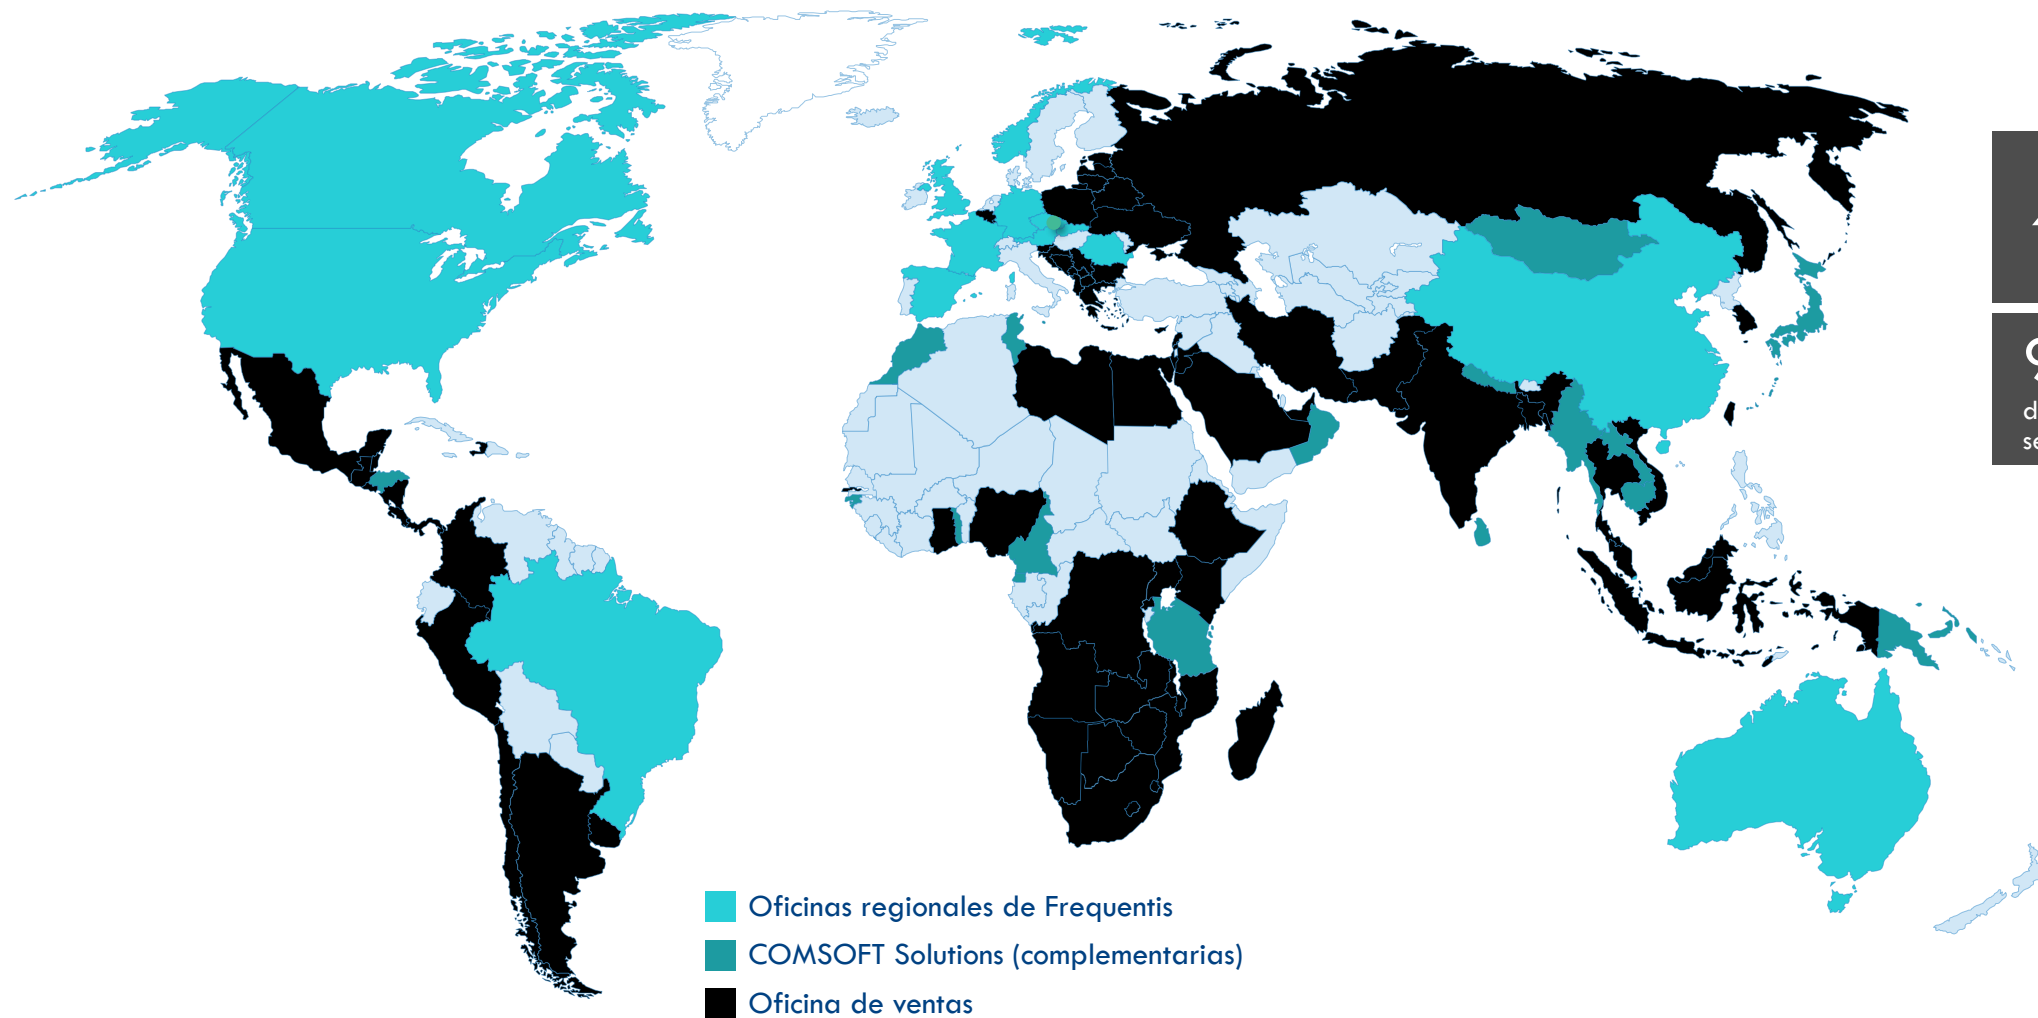 Oficinas regionales de Frequentis
COMSOFT Solutions (complementarias)
Oficina de ventas